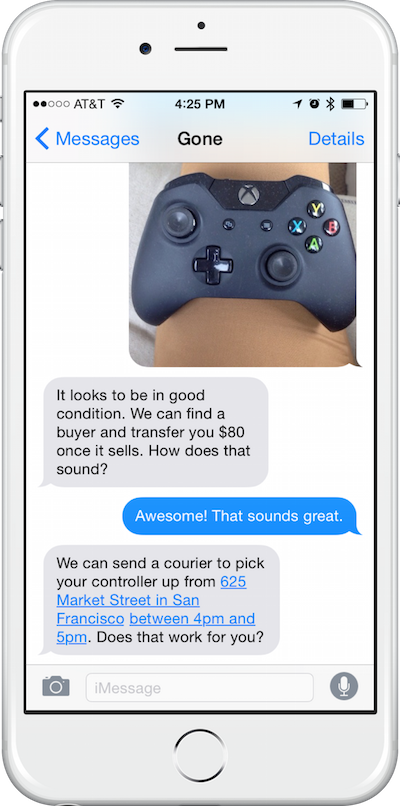 AT&T 4:25 PM
Messages Gone Details
Y
X B
A
It looks to be in good
condition. We can find a
buyer and transfer you $80
once it sells. How does that
sound?
Awesome! That sounds great.
We can send a courier to pick
your controller up from 625
Market Street in San
Francisco between 4pm and
5pm. Does that work for you?
iMessage